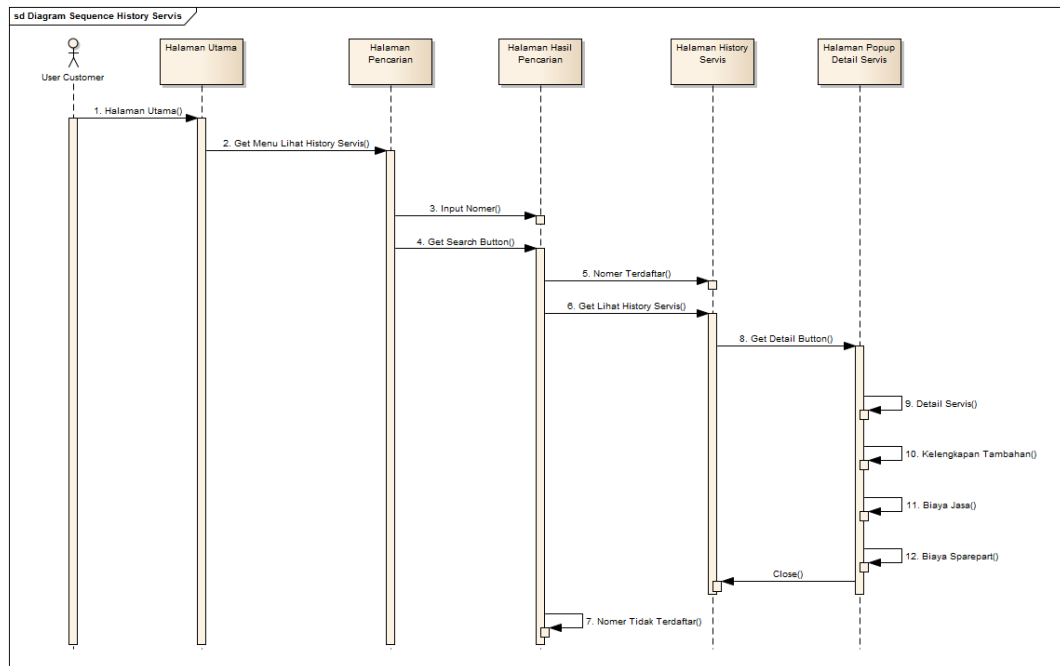 sd Diagram Sequence History Servis
User Customer
Halaman Utama
Halaman
Pencarian
Halaman Hasil
Pencarian
Halaman History
Servis
Halaman Popup
Detail Servis
1. Halaman Utama()
2. Get Menu Lihat History Servis()
3. Input Nomer()
4. Get Search Button()
5. Nomer Terdaftar()
6. Get Lihat History Servis()
8. Get Detail Button()
9. Detail Servis()
10. Kelengkapan Tambahan()
11. Biaya Jasa()
12. Biaya Sparepart()
Close()
7. Nomer Tidak Terdaftar()